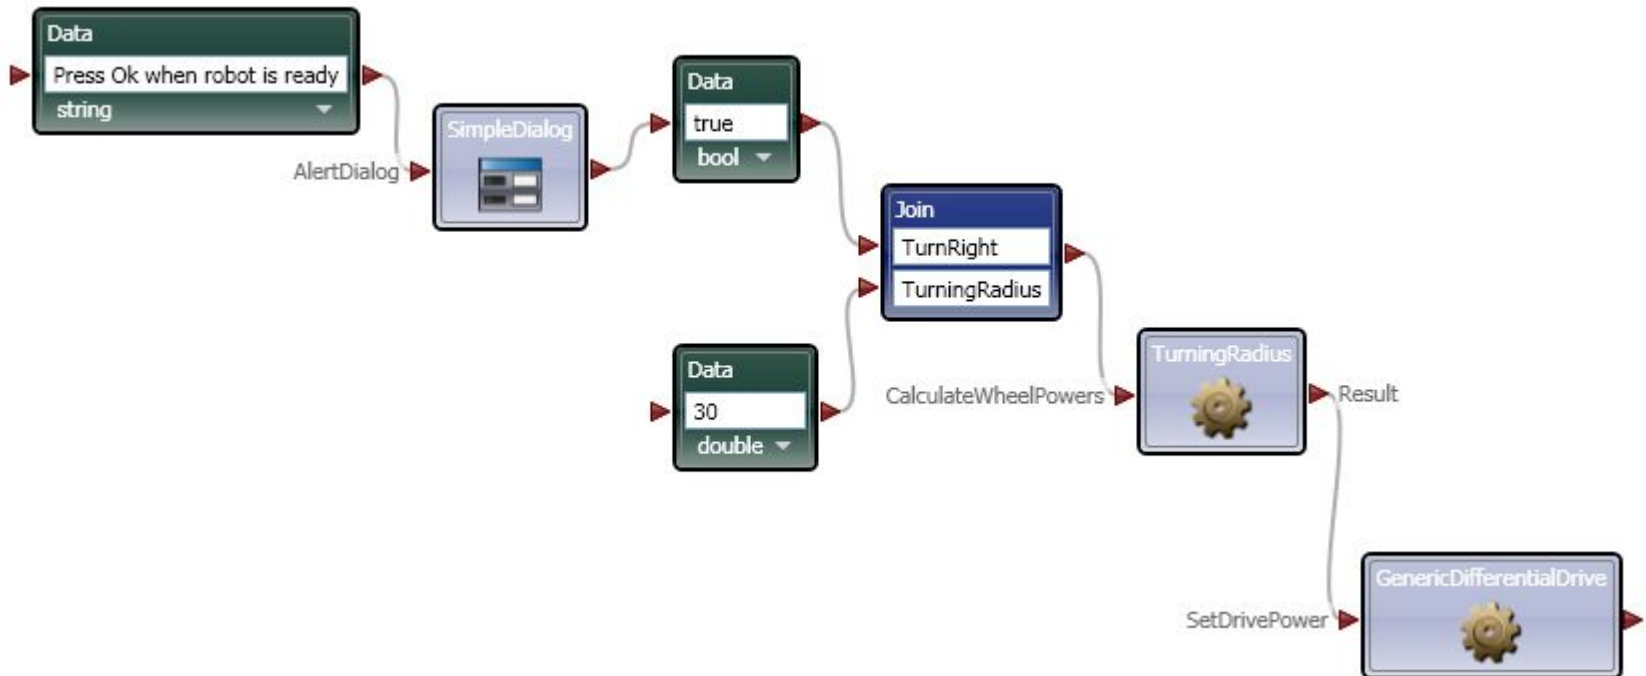 Data
Press Ok when robot is ready
string
AlertDialog
SimpleDialog
Data
true
bool
Join
TurnRight
TurningRadius
Data
30
double
CalculateWheelPowers
TurningRadius
Result
SetDrivePower
GenericDifferentialDrive